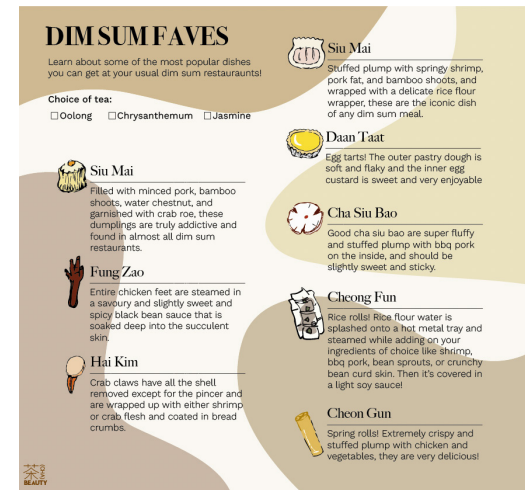 DIM SUM FAVES
Learn about some of the most popular dishes
you can get at your usual dim sum restauraunts!
Choice of tea:
Oolong
Chrysanthemum
Jasmine
Siu Mai
Filled with minced pork, bamboo
shoots, water chestnut, and
garnished with crab roe, these
dumplings are truly addictive and
found in almost all dim sum
restaurants.
Fung Zao
Entire chicken feet are steamed in
a savoury and slightly sweet and
spicy black bean sauce that is
soaked deep into the succulent
skin.
Hai Kim
Crab claws have all the shell
removed except for the pincer and
are wrapped up with either shrimp
or crab flesh and coated in bread
crumbs.
Siu Mai
Stuffed plump with springy shrimp,
pork fat, and bamboo shoots, and
wrapped with a delicate rice flour
wrapper, these are the iconic dish
of any dim sum meal.
Daan Taat
Egg tarts! The outer pastry dough is
soft and flaky and the inner egg
custard is sweet and very enjoyable
Cha Siu Bao
Good cha siu bao are super fluffy
and stuffed plump with bbq pork
on the inside, and should be
slightly sweet and sticky.
Cheong Fun
Rice rolls! Rice flour water is
splashed onto a hot metal tray and
steamed while adding on your
ingredients of choice like shrimp,
bbq pork, bean sprouts, or crunchy
bean curd skin. Then it's covered in
a light soy sauce!
Cheon Gun
Spring rolls! Extremely crispy and
stuffed plump with chicken and
vegetables, they are very delicious!
茶
BEAUTY